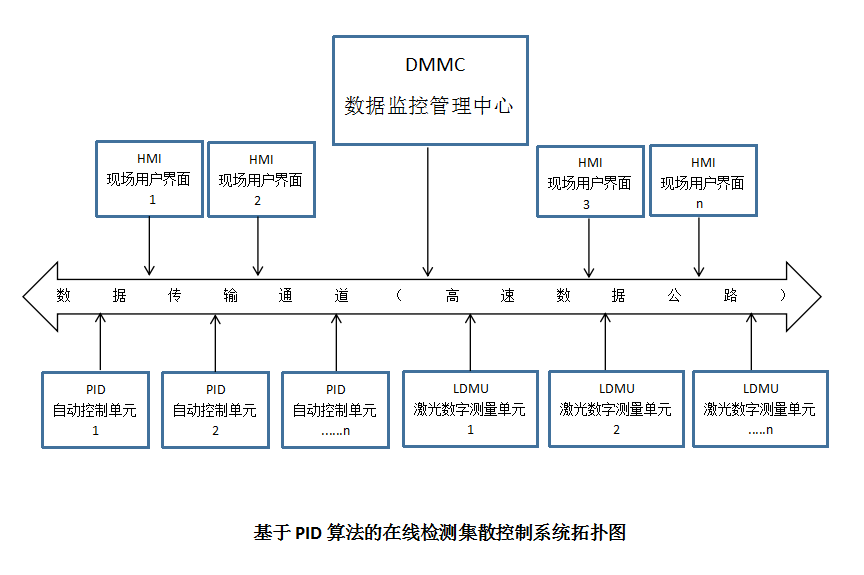 DMMC
数据监控管理中心
HMI
现场用户界面
1
HMI
现场用户界面
2
HMI
现场用户界面
3
HMI
现场用户界面
n
数据传输通道（高速数据公路）
PID
自动控制单元
1
PID
自动控制单元
2
PID
自动控制单元
......n
LDMU
激光数字测量单元
1
LDMU
激光数字测量单元
2
LDMU
激光数字测量单元
.....n
基于 PID 算法的在线检测集散控制系统拓扑图